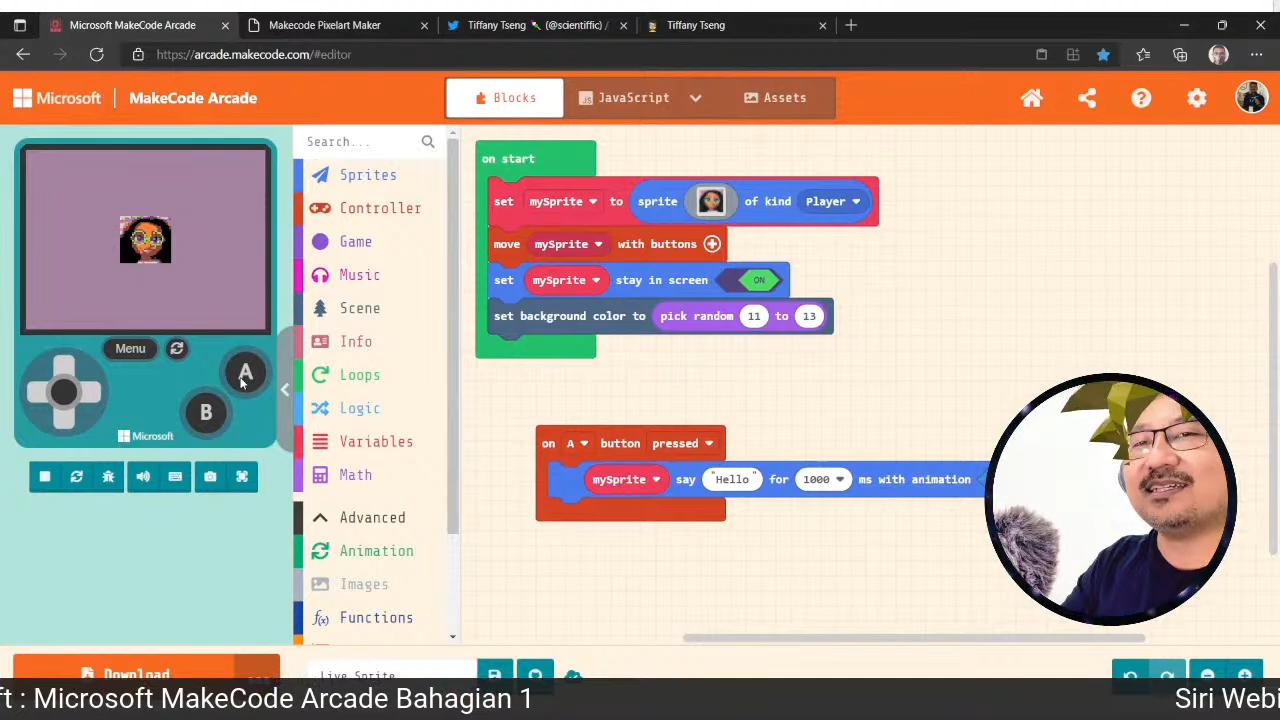 Microsoft MakeCode Arcade
Makecode Pixelart Maker
Tiffany Tseng (@scientiffic) /
Tiffany Tseng
https://arcade.makecode.com/#editor
Microsoft
MakeCode Arcade
Blocks
JavaScript
Assets
Menu
A
B
Microsoft
Search...
Sprites
Controller
Game
Music
Scene
Info
Loops
Logic
Variables
Math
Advanced
Animation
Images
f(x) Functions
on start
set mySprite to sprite of kind Player
move mySprite with buttons
set mySprite stay in screen ON
set background color to pick random 11 to 13
on A button pressed
mySprite say "Hello" for 1000 ms with animation
Download
Live Sprite
ft : Microsoft MakeCode Arcade Bahagian 1
Siri Webi